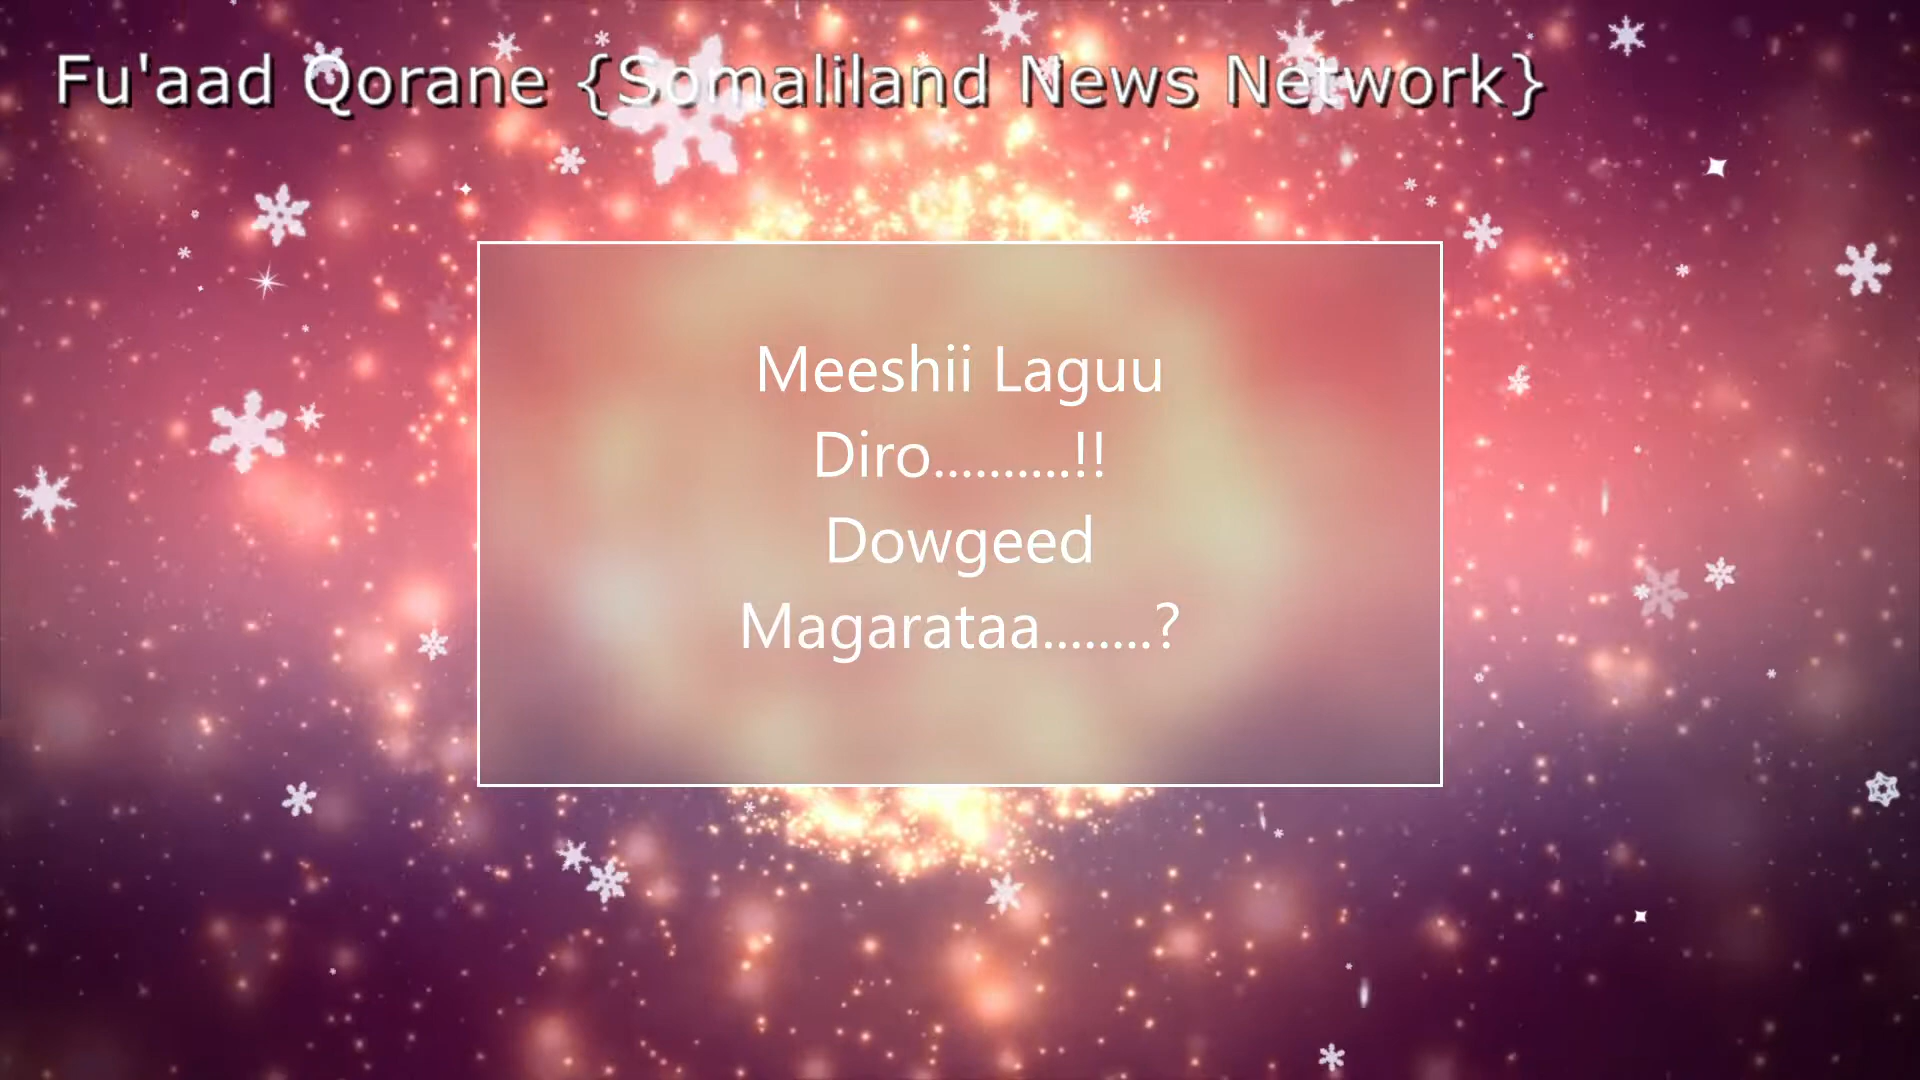 Fu'aad Qorane {Somaliland News Network}
Meeshii Laguu
Diro..........!!
Dowgeed
Magarataa........?